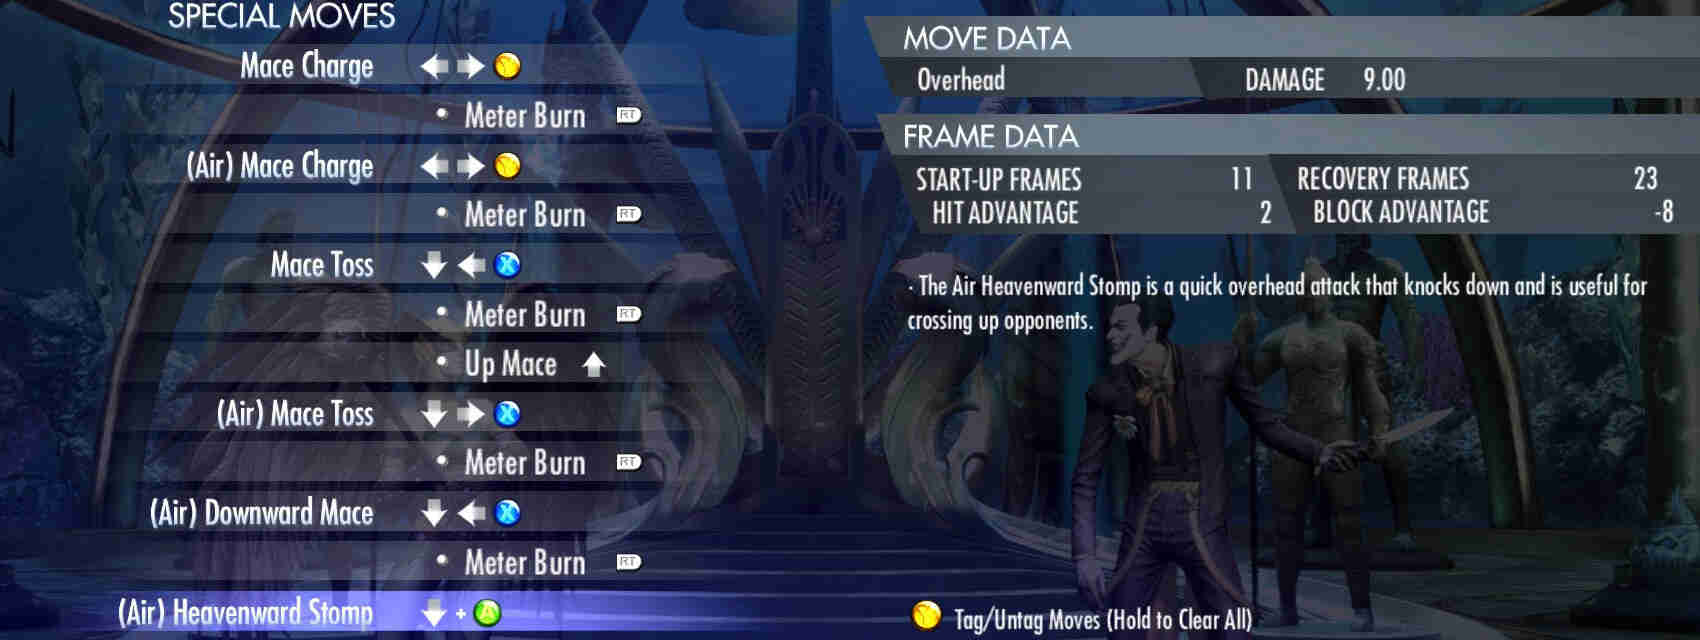 SPECIAL MOVES
Mace Charge Y
• Meter Burn RT
(Air) Mace Charge Y
• Meter Burn RT
Mace Toss X
• Meter Burn RT
• Up Mace
(Air) Mace Toss X
• Meter Burn RT
(Air) Downward Mace X
• Meter Burn RT
(Air) Heavenward Stomp + A
MOVE DATA
Overhead DAMAGE 9.00
FRAME DATA
START-UP FRAMES 11 RECOVERY FRAMES 23
HIT ADVANTAGE 2 BLOCK ADVANTAGE -8
· The Air Heavenward Stomp is a quick overhead attack that knocks down and is useful for
crossing up opponents.
Y Tag/Untag Moves (Hold to Clear All)